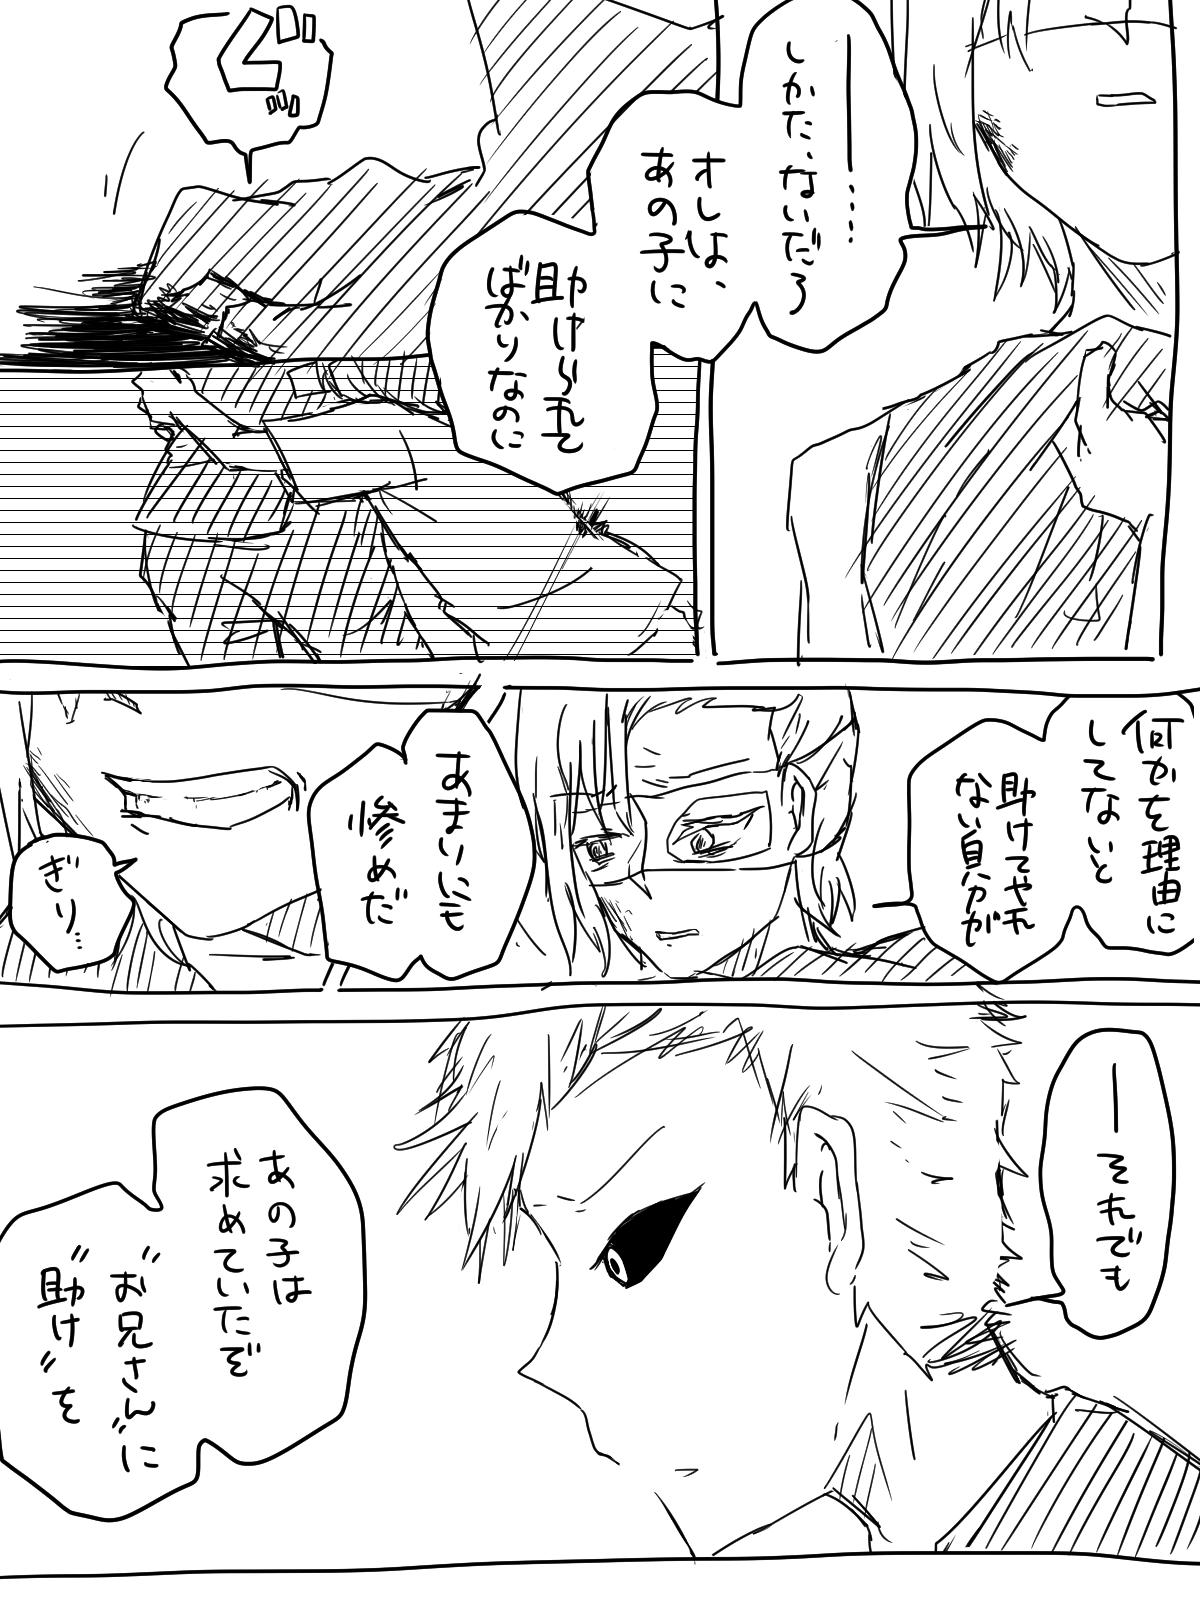 ――……
しかた、ないだろ
オレは、
あの子に
助けられて
ばかりなのに
ぐ
何かを理由に
してないと
助けてやれ
ない自分が
あまりにも
惨めだ
ぎり…
―それでも
あの子は
求めていたぞ
“お兄さん”に
“助け”を